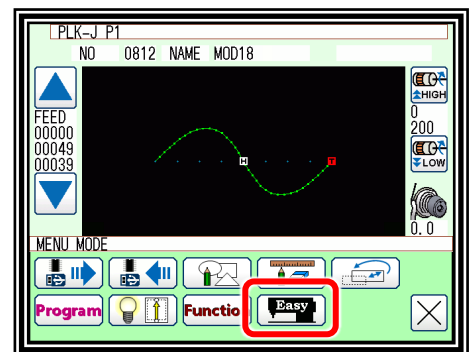 PLK-J P1
NO 0812 NAME MOD18
HIGH
FEED
00000
00049
00039
0
200
LOW
H
T
0.0
MENU MODE
Program
Functio
Easy